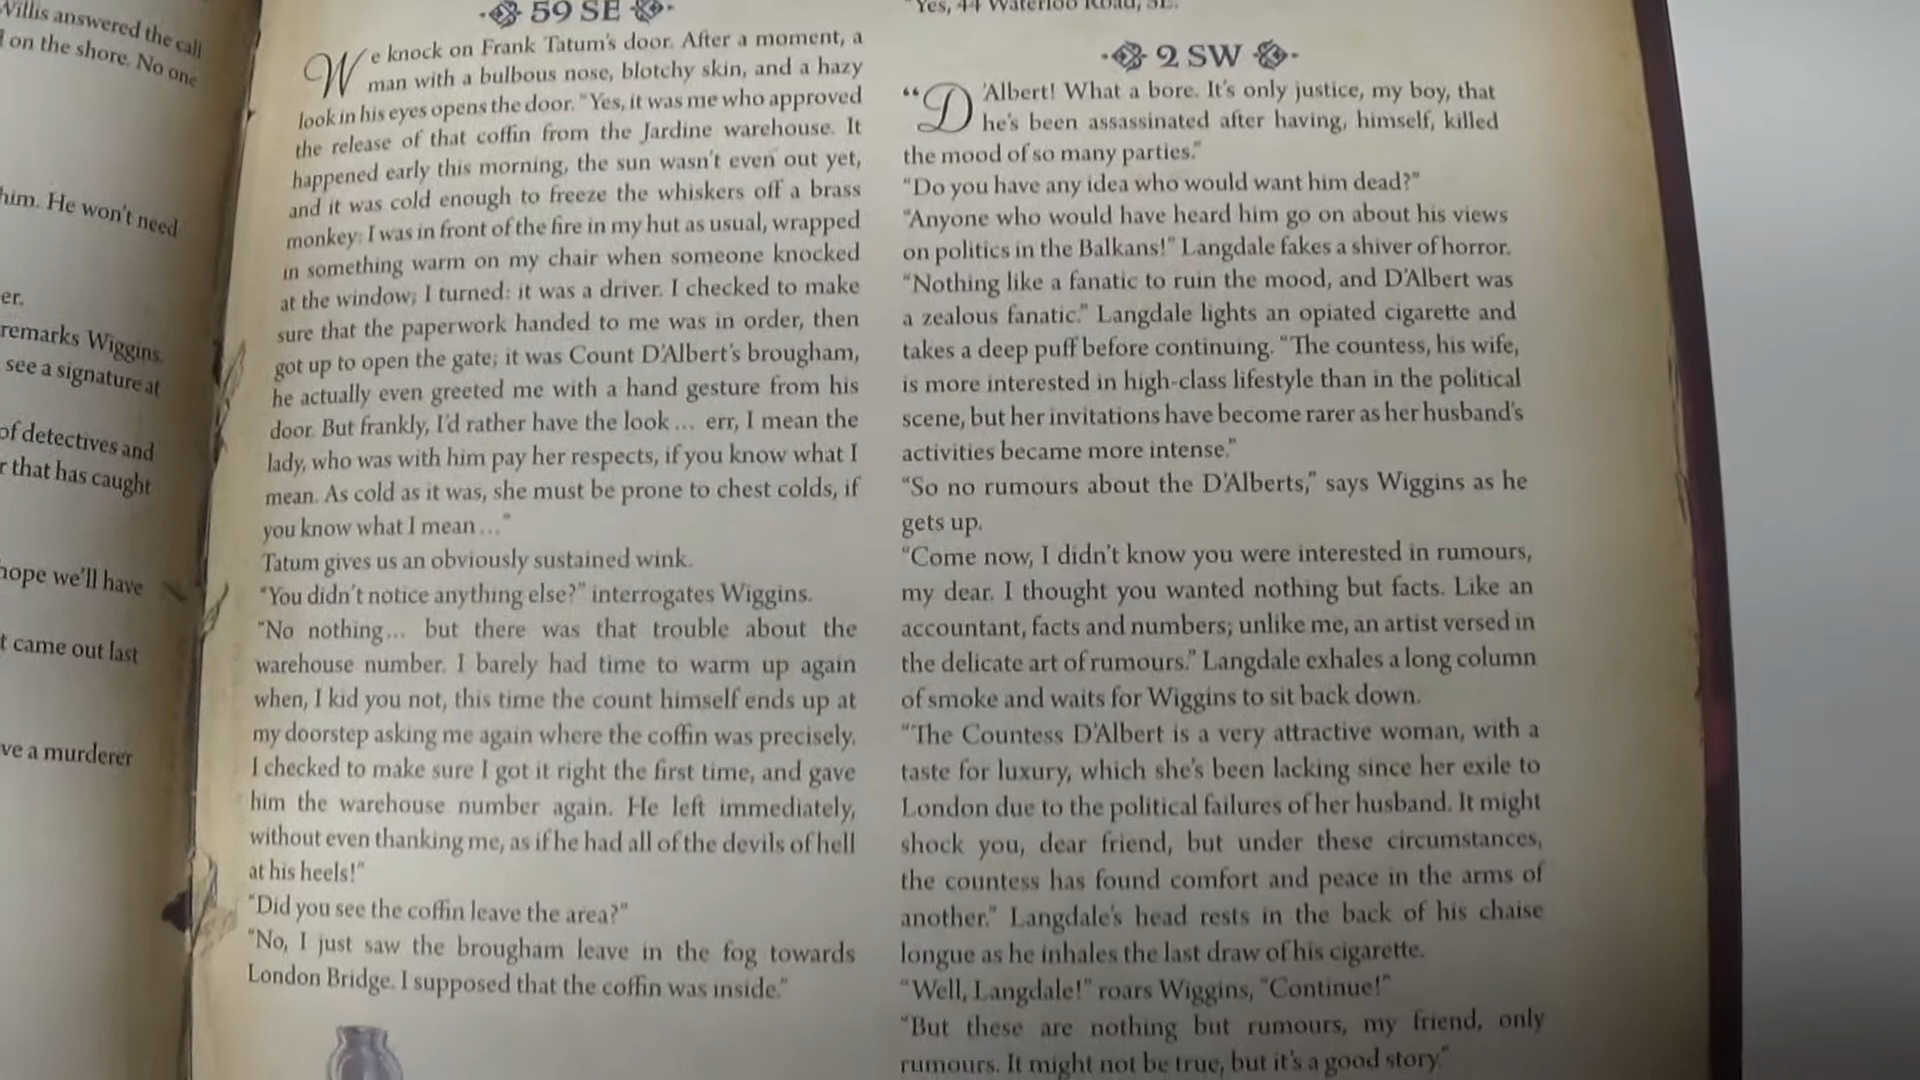 Willis answered the call
on the shore. No one
him. He won't need
er.
remarks Wiggins.
see a signature at
of detectives and
r that has caught
hope we'll have
t came out last
ve a murderer
59 SE
We knock on Frank Tatum's door. After a moment, a
man with a bulbous nose, blotchy skin, and a hazy
look in his eyes opens the door. "Yes, it was me who approved
the release of that coffin from the Jardine warehouse. It
happened early this morning, the sun wasn't even out yet,
and it was cold enough to freeze the whiskers off a brass
monkey; I was in front of the fire in my hut as usual, wrapped
in something warm on my chair when someone knocked
at the window; I turned: it was a driver. I checked to make
sure that the paperwork handed to me was in order, then
got up to open the gate; it was Count D'Albert's brougham,
he actually even greeted me with a hand gesture from his
door. But frankly, I'd rather have the look... err, I mean the
lady, who was with him pay her respects, if you know what I
mean. As cold as it was, she must be prone to chest colds, if
you know what I mean..."
Tatum gives us an obviously sustained wink.
"You didn't notice anything else?" interrogates Wiggins.
"No nothing... but there was that trouble about the
warehouse number. I barely had time to warm up again
when, I kid you not, this time the count himself ends up at
my doorstep asking me again where the coffin was precisely.
I checked to make sure I got it right the first time, and gave
him the warehouse number again. He left immediately,
without even thanking me, as if he had all of the devils of hell
at his heels!"
"Did you see the coffin leave the area?"
"No, I just saw the brougham leave in the fog towards
London Bridge. I supposed that the coffin was inside."
"Yes, 44 Waterloo Road, SE."
2 SW
"D'Albert! What a bore. It's only justice, my boy, that
he's been assassinated after having, himself, killed
the mood of so many parties."
"Do you have any idea who would want him dead?"
"Anyone who would have heard him go on about his views
on politics in the Balkans!" Langdale fakes a shiver of horror.
"Nothing like a fanatic to ruin the mood, and D'Albert was
a zealous fanatic." Langdale lights an opiated cigarette and
takes a deep puff before continuing. "The countess, his wife,
is more interested in high-class lifestyle than in the political
scene, but her invitations have become rarer as her husband's
activities became more intense."
"So no rumours about the D'Alberts," says Wiggins as he
gets up.
"Come now, I didn't know you were interested in rumours,
my dear. I thought you wanted nothing but facts. Like an
accountant, facts and numbers; unlike me, an artist versed in
the delicate art of rumours." Langdale exhales a long column
of smoke and waits for Wiggins to sit back down.
"The Countess D'Albert is a very attractive woman, with a
taste for luxury, which she's been lacking since her exile to
London due to the political failures of her husband. It might
shock you, dear friend, but under these circumstances,
the countess has found comfort and peace in the arms of
another." Langdale's head rests in the back of his chaise
longue as he inhales the last draw of his cigarette.
"Well, Langdale!" roars Wiggins, "Continue!"
"But these are nothing but rumours, my friend, only
rumours. It might not be true, but it's a good story."